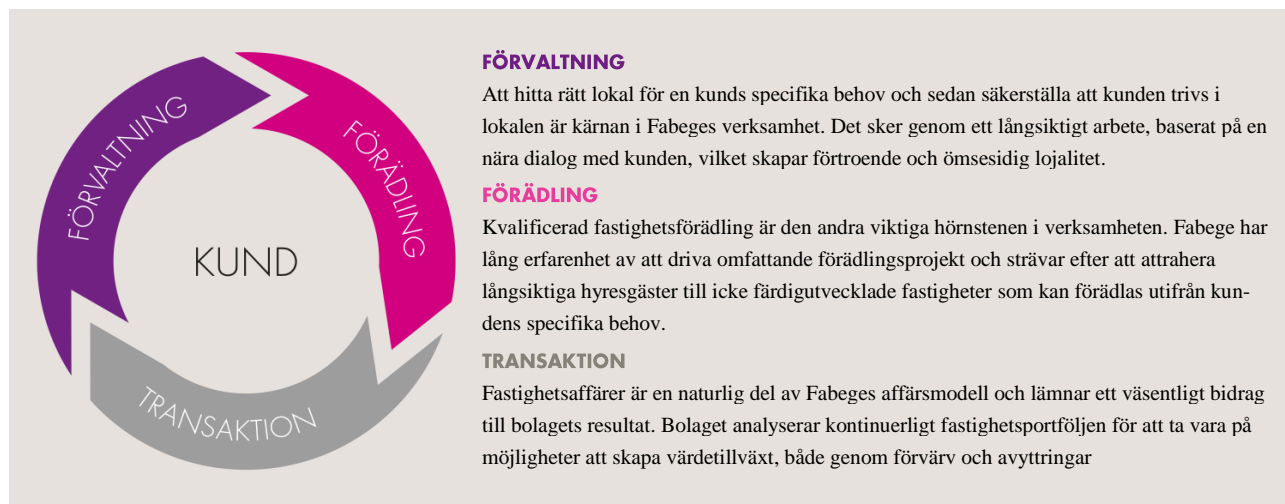 FÖRVALTNING
FÖRÄDLING
KUND
TRANSAKTION
FÖRVALTNING
Att hitta rätt lokal för en kunds specifika behov och sedan säkerställa att kunden trivs i
lokalen är kärnan i Fabeges verksamhet. Det sker genom ett långsiktigt arbete, baserat på en
nära dialog med kunden, vilket skapar förtroende och ömsesidig lojalitet.
FÖRÄDLING
Kvalificerad fastighetsförädling är den andra viktiga hörnstenen i verksamheten. Fabege har
lång erfarenhet av att driva omfattande förädlingsprojekt och strävar efter att attrahera
långsiktiga hyresgäster till icke färdigutvecklade fastigheter som kan förädlas utifrån kun-
dens specifika behov.
TRANSAKTION
Fastighetsaffärer är en naturlig del av Fabeges affärsmodell och lämnar ett väsentligt bidrag
till bolagets resultat. Bolaget analyserar kontinuerligt fastighetsportföljen för att ta vara på
möjligheter att skapa värdetillväxt, både genom förvärv och avyttringar